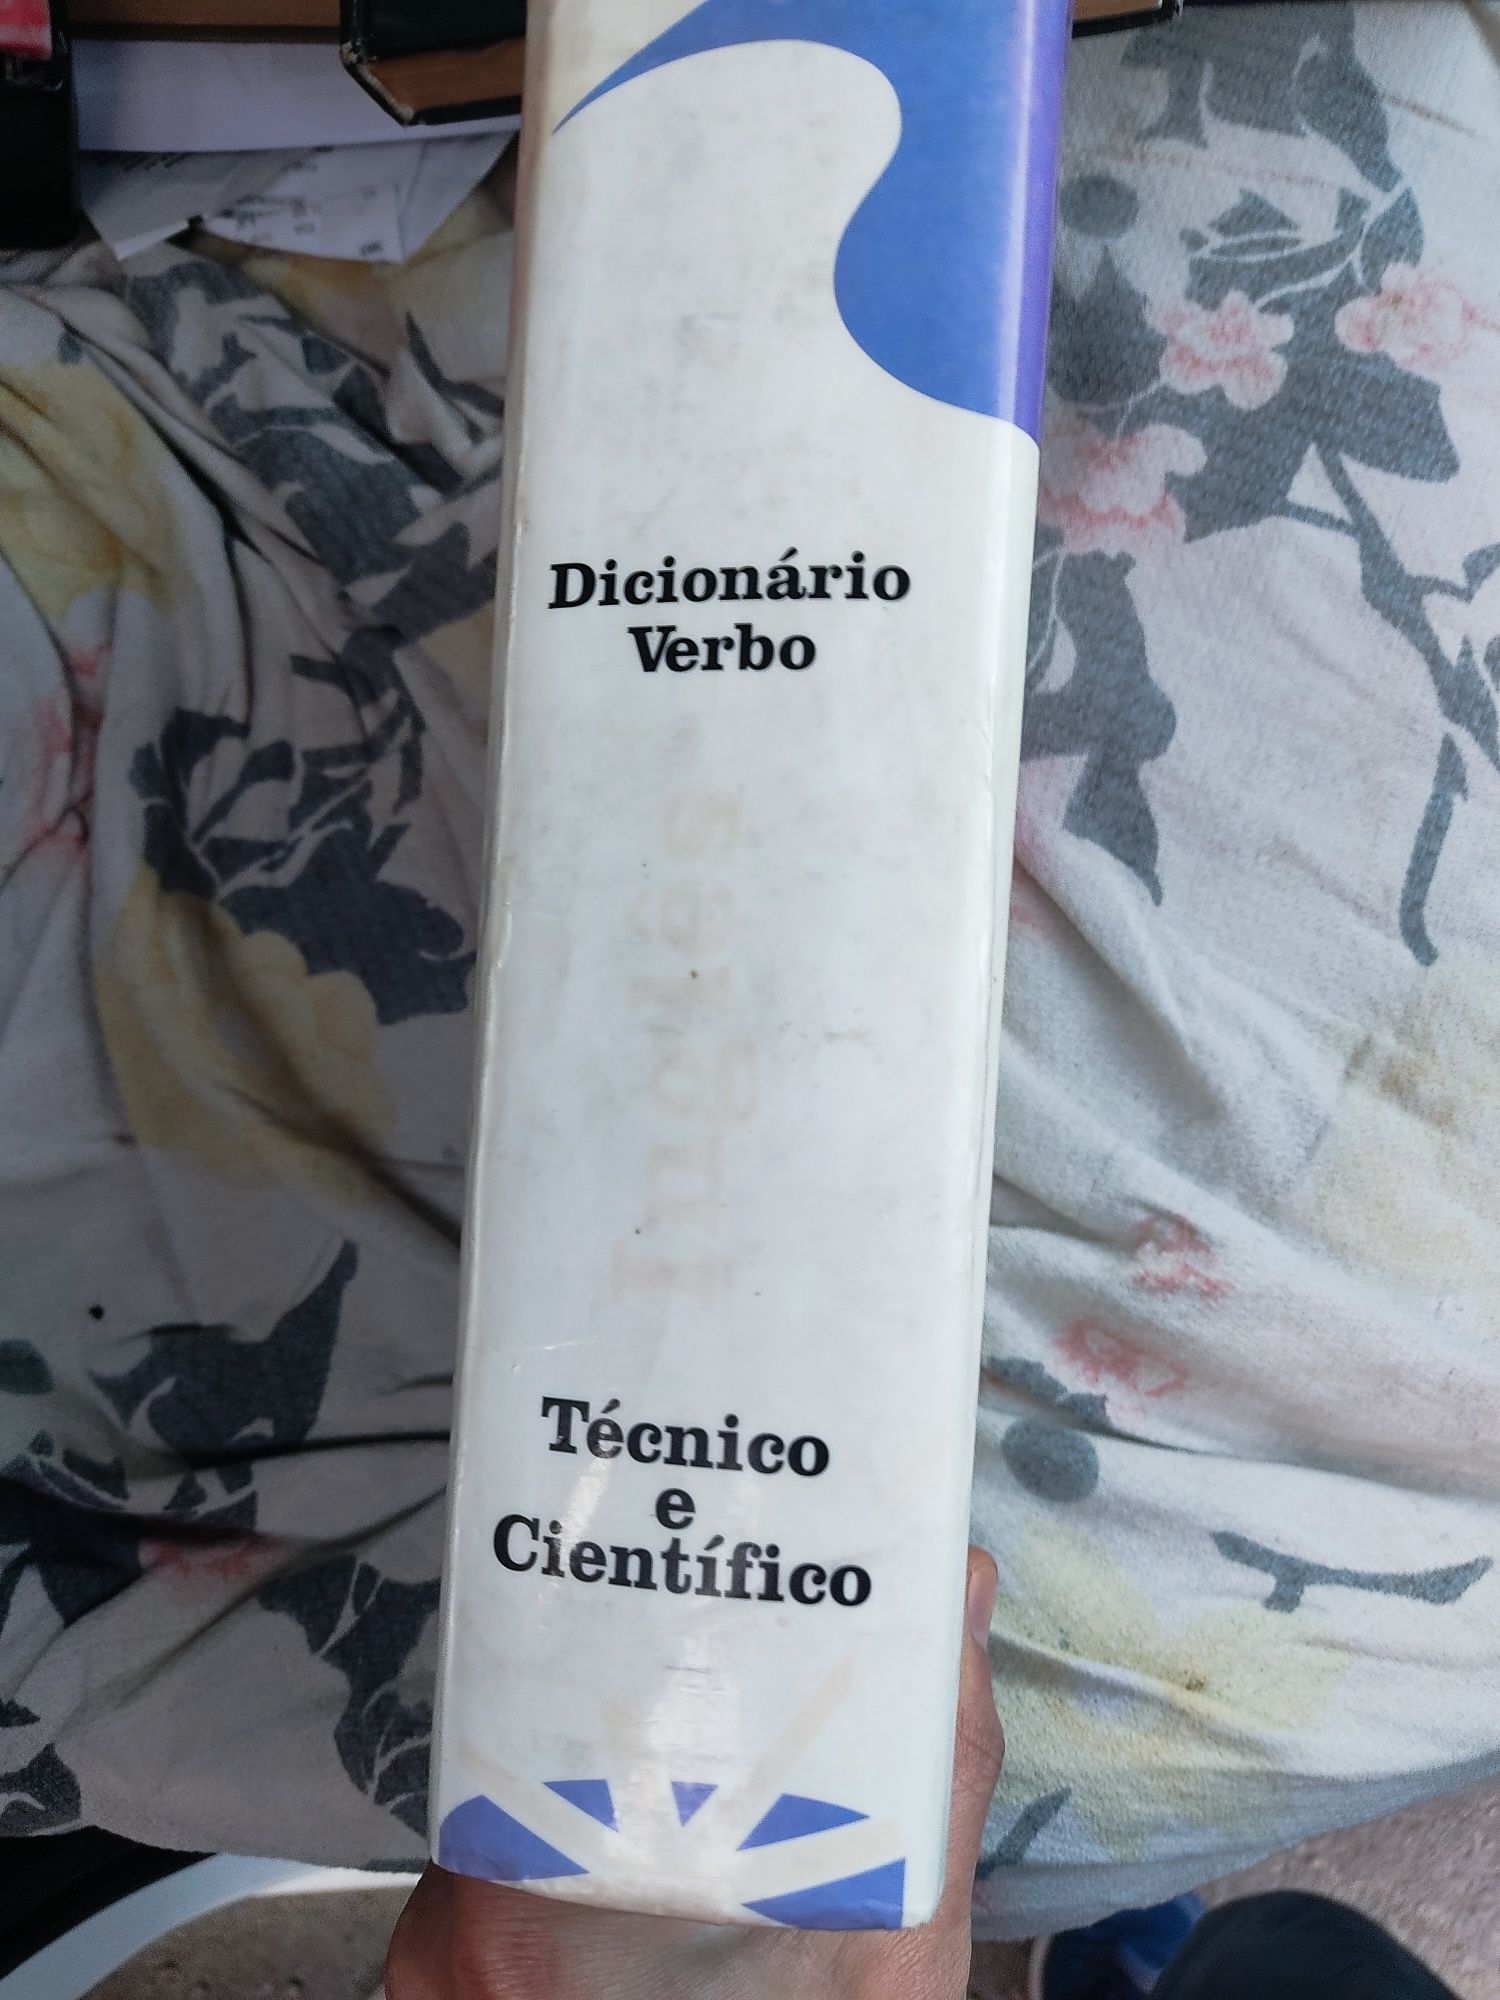 Dicionário
Verbo
Inglês
Técnico
e
Científico